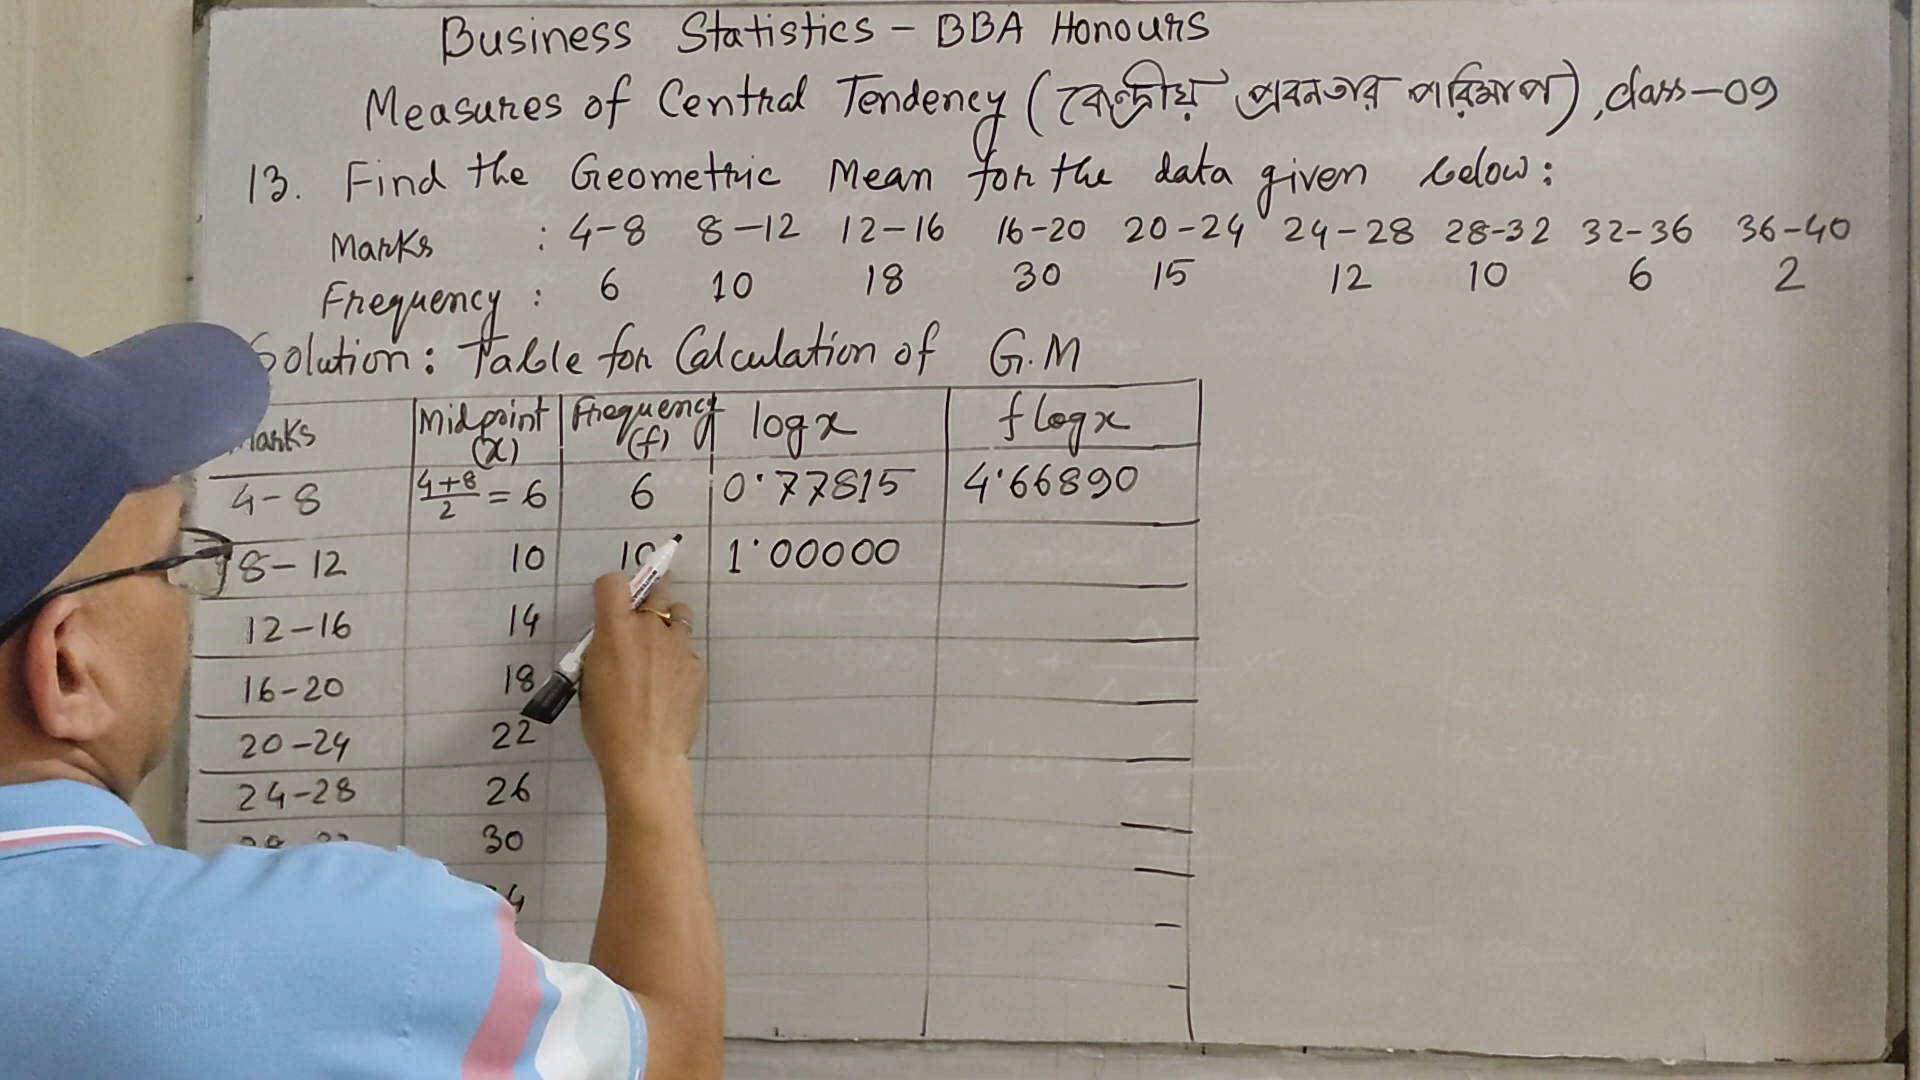 Business Statistics - BBA Honours
Measures of Central Tendency (কেন্দ্রীয় প্রবনতার পরিমাপ), class-09
13. Find the Geometric Mean for the data given below:
Marks : 4-8 8-12 12-16 16-20 20-24 24-28 28-32 32-36 36-40
Frequency : 6 10 18 30 15 12 10 6 2
Solution: Table for Calculation of G.M
Marks Midpoint (x) Frequency (f) log x f log x
4-8 4+8/2 = 6 6 0.77815 4.66890
8-12 10 10 1.00000
12-16 14
16-20 18
20-24 22
24-28 26
30